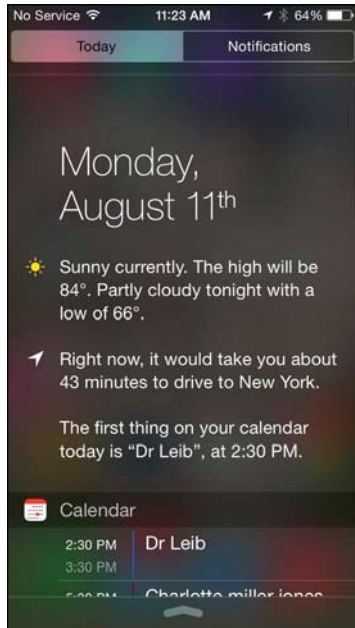 No Service 11:23 AM 64%
Today Notifications
Monday,
August 11th
Sunny currently. The high will be
84°. Partly cloudy tonight with a
low of 66°.
Right now, it would take you about
43 minutes to drive to New York.
The first thing on your calendar
today is “Dr Leib”, at 2:30 PM.
Calendar
2:30 PM Dr Leib
3:30 PM
Charlotte miller jones